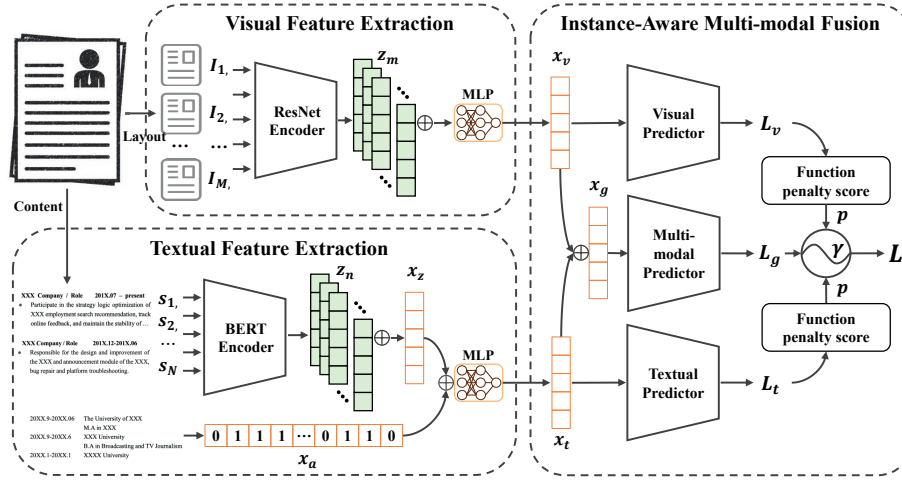 Visual Feature Extraction
Instance-Aware Multi-modal Fusion
Layout
Content
I1,
I2,
... ...
IM,
ResNet
Encoder
zm
MLP
xv
Visual
Predictor
Lv
Function
penalty score
p
xg
Multi-
modal
Predictor
Lg
γ
L
p
Function
penalty score
Textual
Predictor
Lt
xt
Textual Feature Extraction
XXX Company / Role 201X.07 – present
• Participate in the strategy logic optimization of
XXX employment search recommendation, track
online feedback, and maintain the stability of …
XXX Company / Role 201X.12-201X.06
• Responsible for the design and improvement of
the XXX and announcement module of the XXX,
bug repair and platform troubleshooting.
s1,
s2,
...
sN
BERT
Encoder
zn
xz
MLP
20XX.9-20XX.06 The University of XXX
M.A in XXX
20XX.9-20XX.6 XXX University
B.A in Broadcasting and TV Journalism
20XX.1-20XX.1 XXXX University
0 1 1 1 ... 0 1 1 0
xa